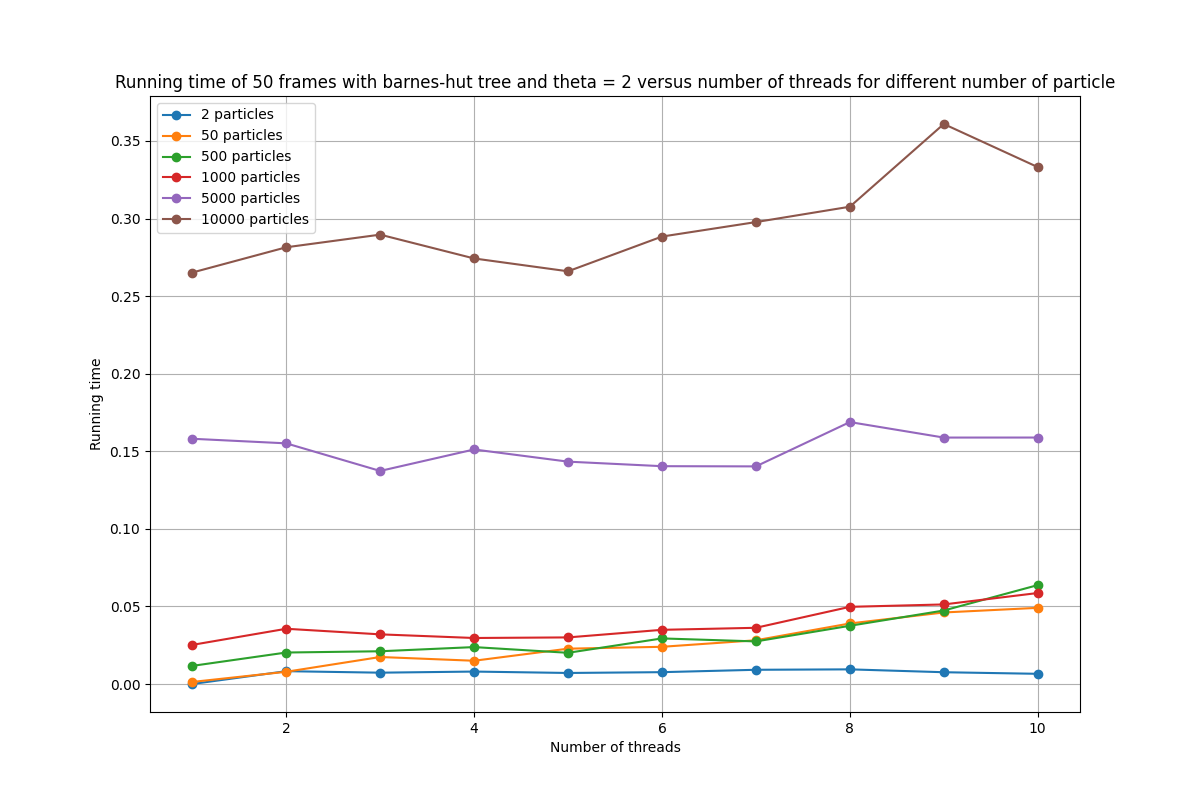 Running time of 50 frames with barnes-hut tree and theta = 2 versus number of threads for different number of particle
2 particles
50 particles
500 particles
1000 particles
5000 particles
10000 particles
0.35
0.30
0.25
0.20
0.15
0.10
0.05
0.00
Running time
2 4 6 8 10
Number of threads